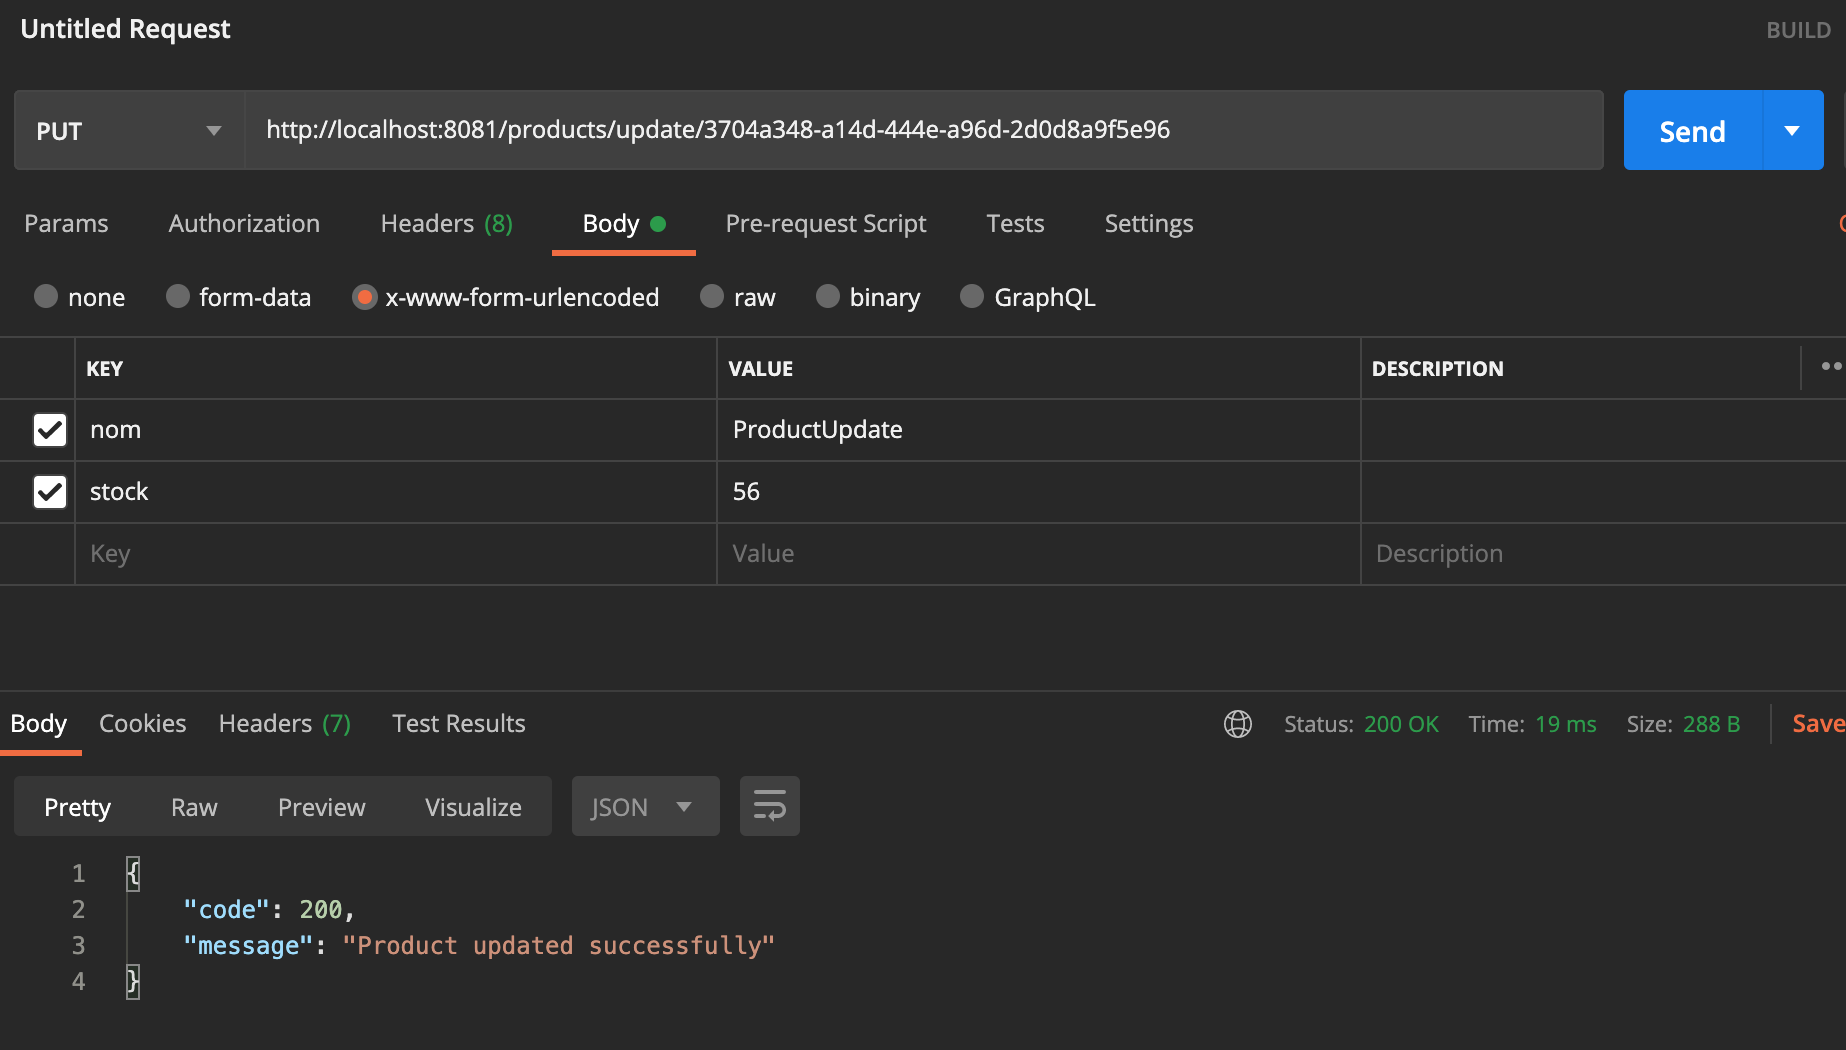 Untitled Request
BUILD
PUT
http://localhost:8081/products/update/3704a348-a14d-444e-a96d-2d0d8a9f5e96
Send
Params Authorization Headers (8) Body Pre-request Script Tests Settings
none form-data x-www-form-urlencoded raw binary GraphQL
KEY VALUE DESCRIPTION
nom ProductUpdate
stock 56
Key Value Description
Body Cookies Headers (7) Test Results Status: 200 OK Time: 19 ms Size: 288 B Save
Pretty Raw Preview Visualize JSON
1 {
2 "code": 200,
3 "message": "Product updated successfully"
4 }